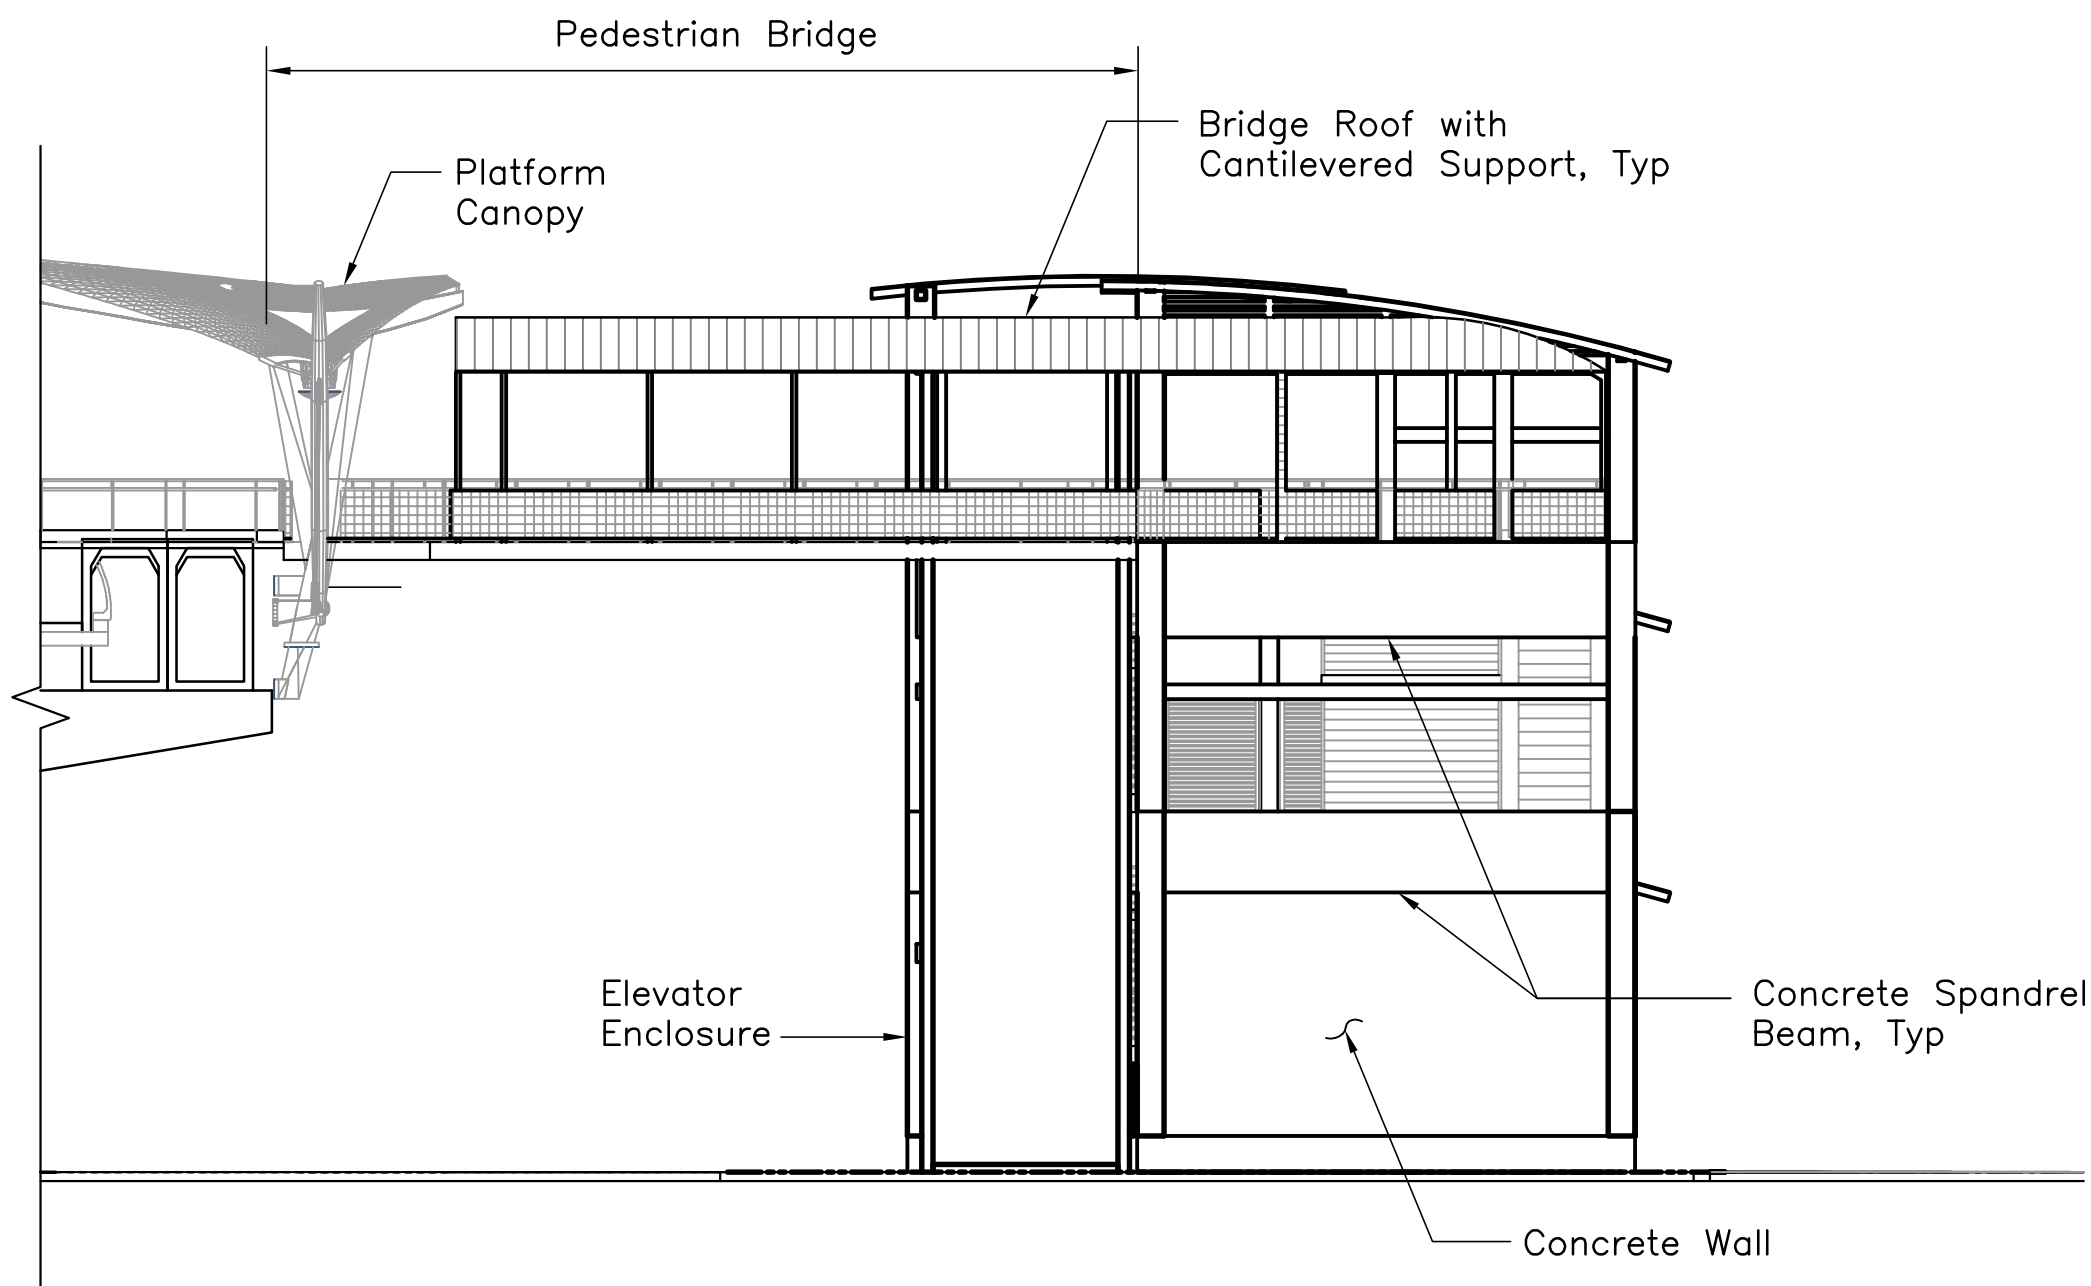 Pedestrian Bridge
Bridge Roof with
Cantilevered Support, Typ
Platform
Canopy
Elevator
Enclosure
Concrete Spandrel
Beam, Typ
Concrete Wall